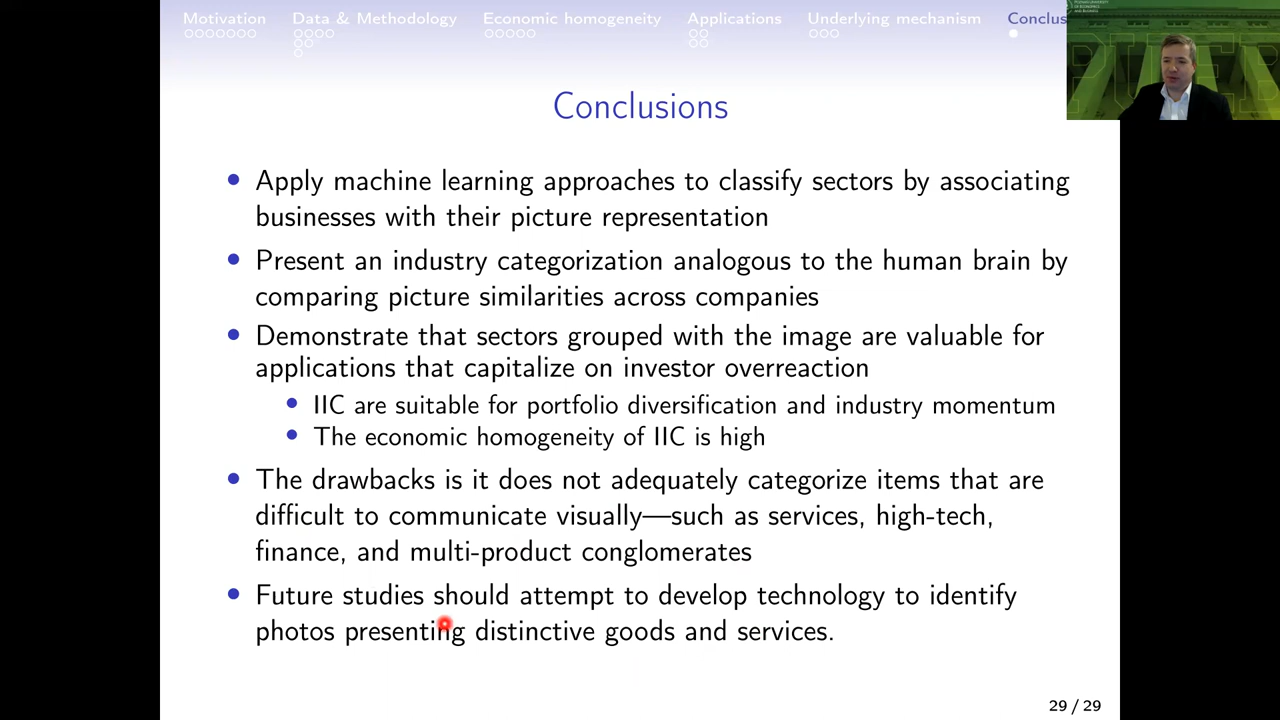 Motivation Data & Methodology Economic homogeneity Applications Underlying mechanism Conclus
Conclusions
Apply machine learning approaches to classify sectors by associating
businesses with their picture representation
Present an industry categorization analogous to the human brain by
comparing picture similarities across companies
Demonstrate that sectors grouped with the image are valuable for
applications that capitalize on investor overreaction
IIC are suitable for portfolio diversification and industry momentum
The economic homogeneity of IIC is high
The drawbacks is it does not adequately categorize items that are
difficult to communicate visually—such as services, high-tech,
finance, and multi-product conglomerates
Future studies should attempt to develop technology to identify
photos presenting distinctive goods and services.
29 / 29